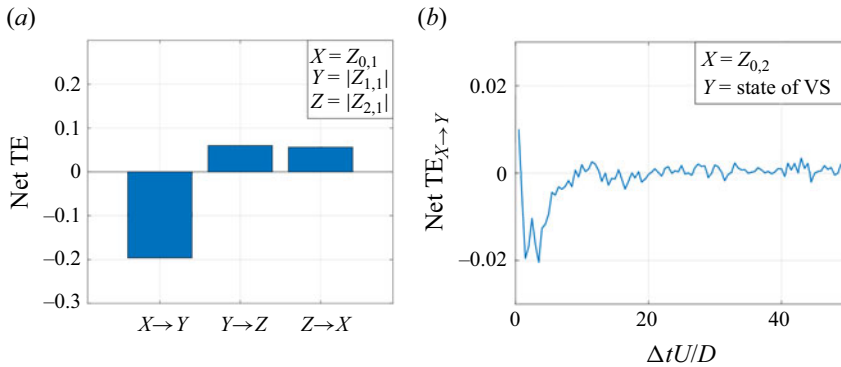 (a)
Net TE
0.2
0.1
0
–0.1
–0.2
–0.3
X = Z0,1
Y = |Z1,1|
Z = |Z2,1|
X→Y
Y→Z
Z→X
(b)
Net TEX→Y
0.02
0
–0.02
X = Z0,2
Y = state of VS
0
20
40
ΔtU/D